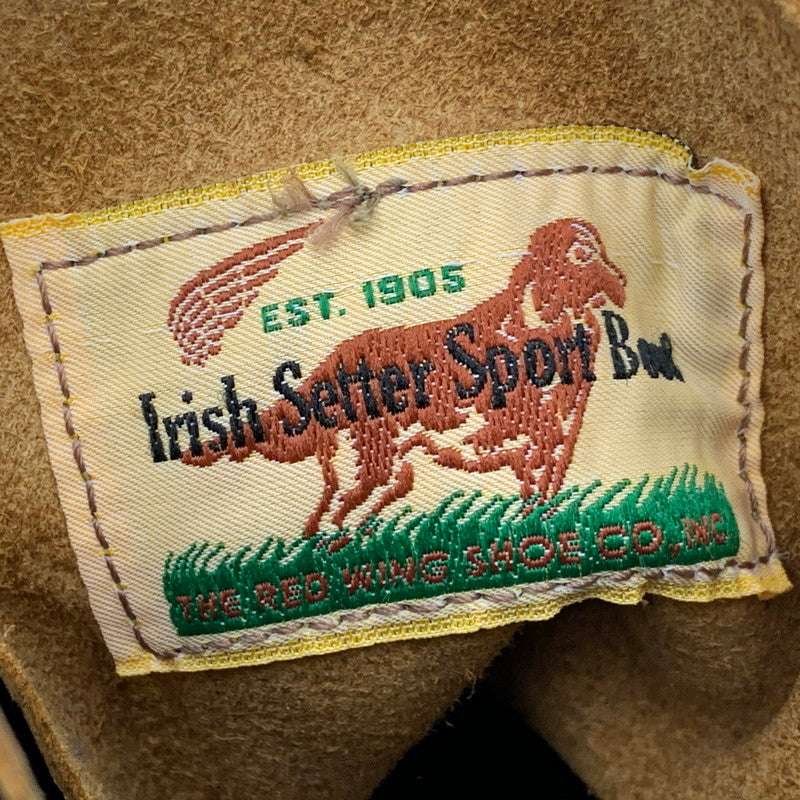 EST. 1905
Irish Setter Sport
THE RED WING SHOE CO., INC